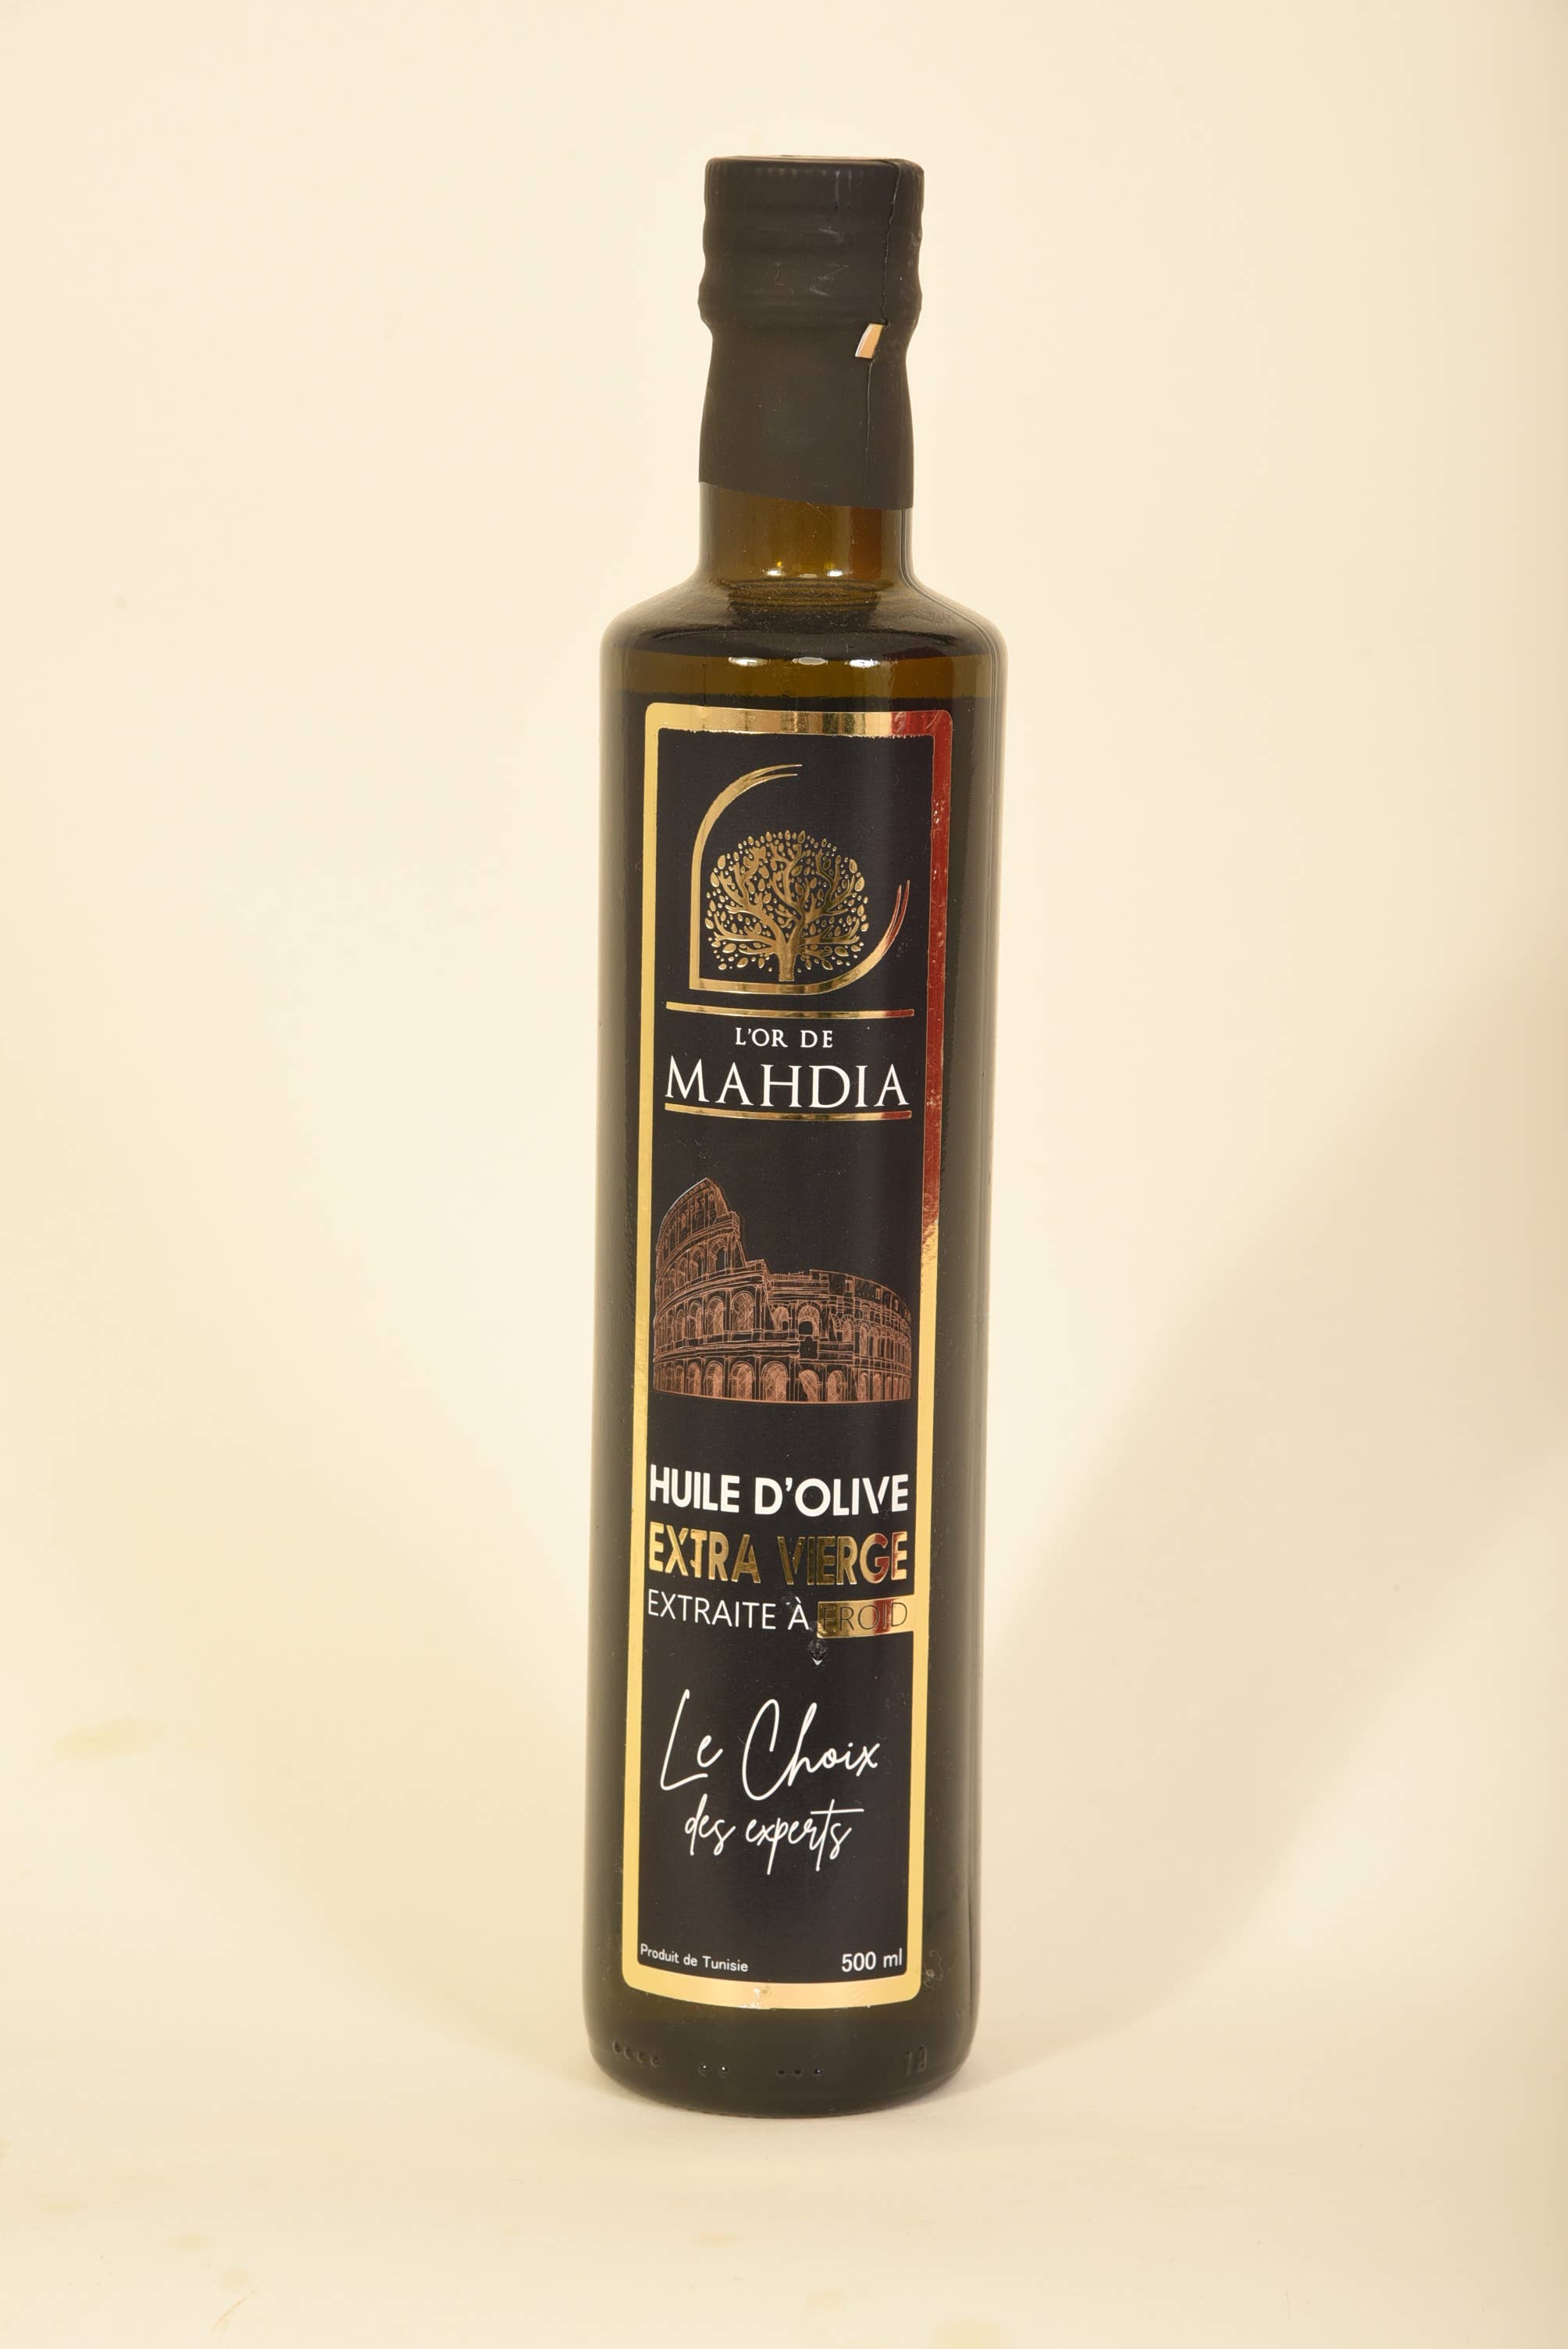 L'OR DE
MAHDIA
HUILE D'OLIVE
EXTRA VIERGE
EXTRAITE À FROID
Le Choix
des experts
Produit de Tunisie 500 ml